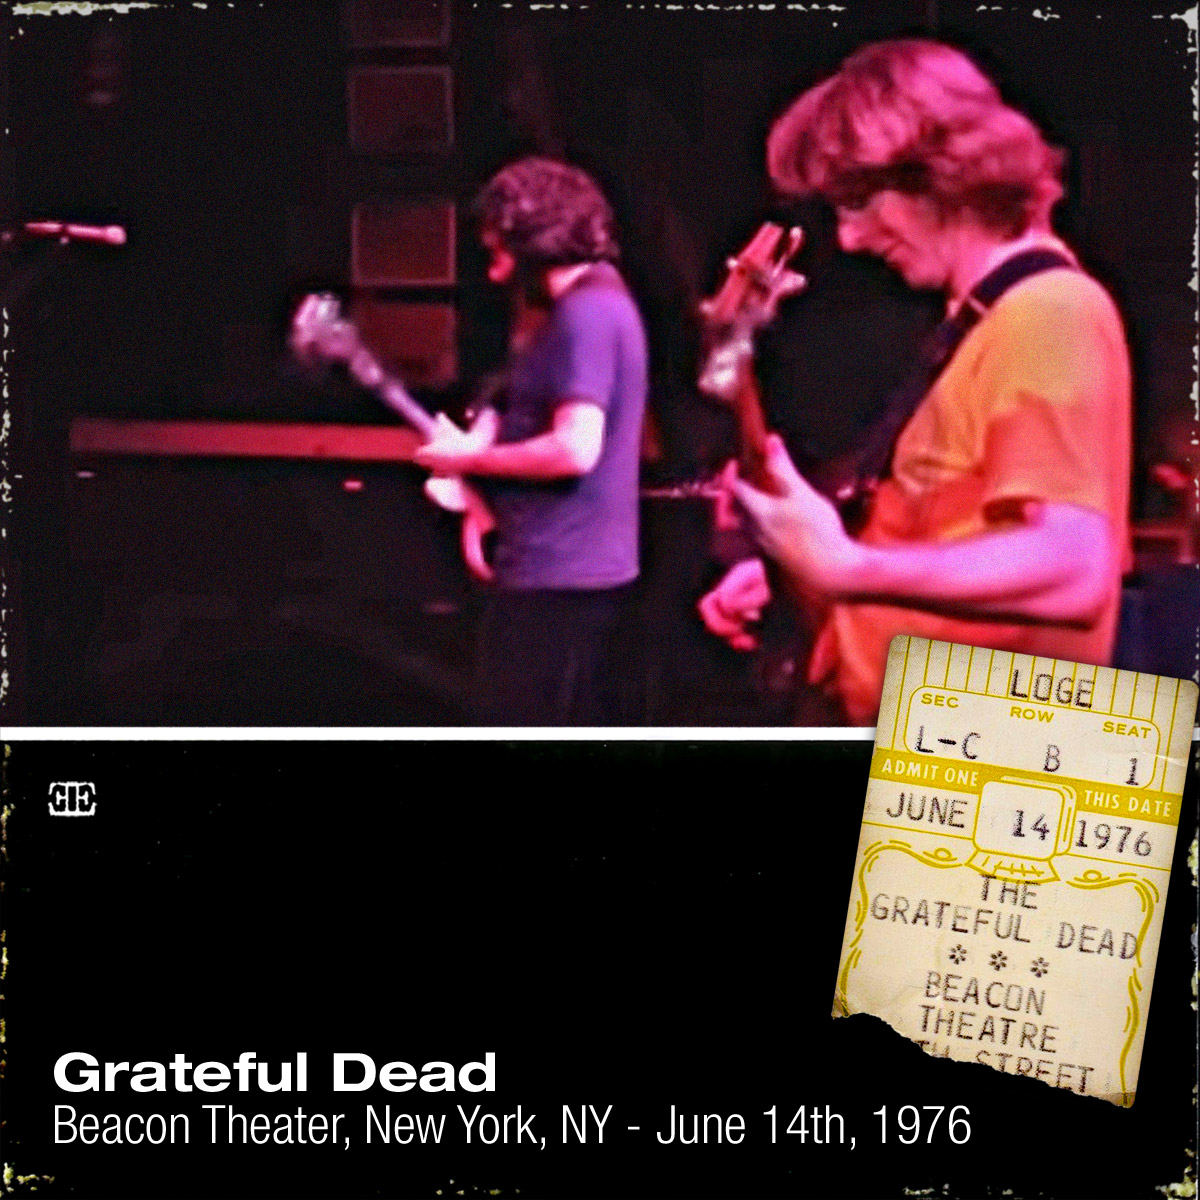 LOGE
SEC ROW SEAT
L-C B 1
ADMIT ONE THIS DATE
JUNE 14 1976
THE
GRATEFUL DEAD
* * *
BEACON
THEATRE
STREET
Grateful Dead
Beacon Theater, New York, NY - June 14th, 1976